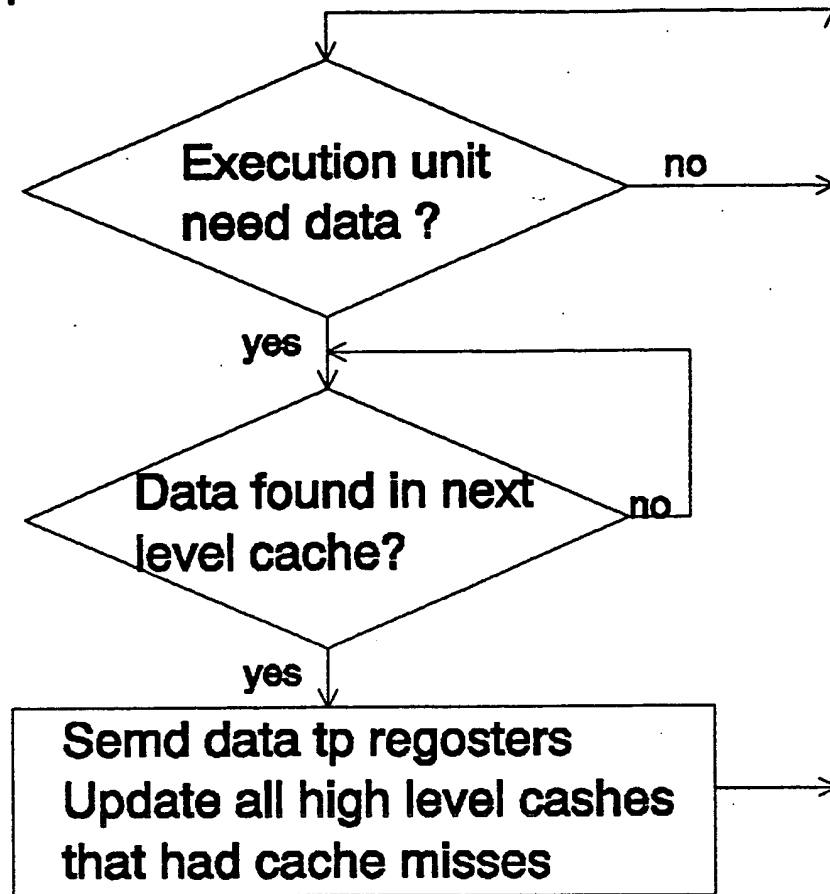 Execution unit
need data ?
no
yes
Data found in next
level cache?
no
yes
Semd data tp regosters
Update all high level cashes
that had cache misses